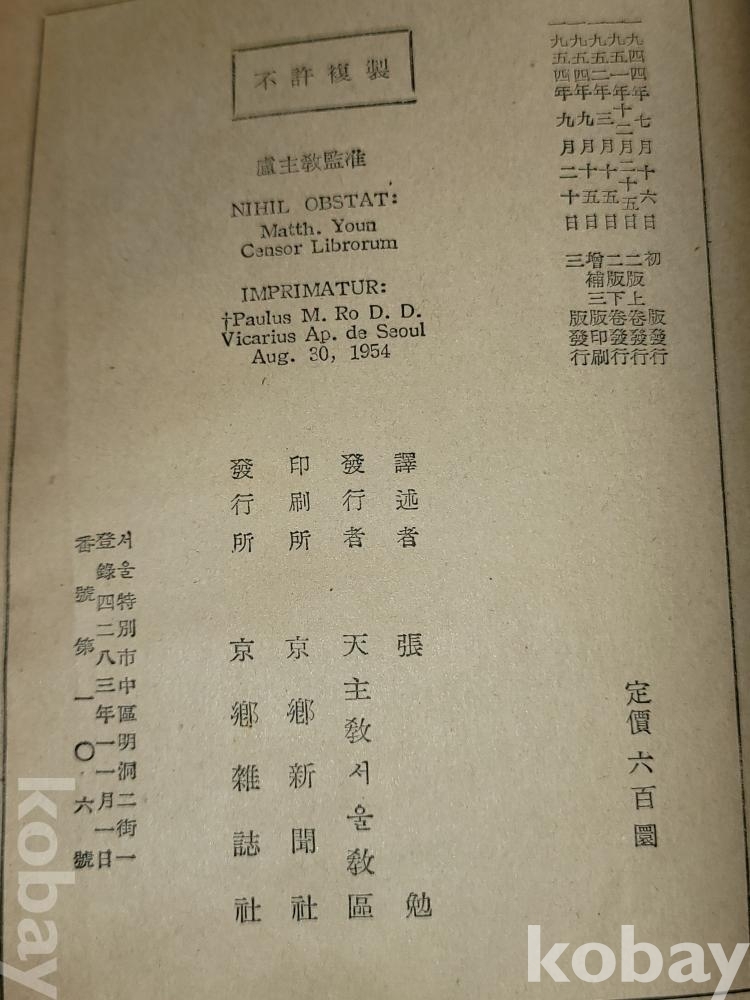 一九四四年七月十六日 初版發行
一九五一年十二月二十五日 二版上卷發行
一九五二年三月十五日 二版下卷發行
一九五四年九月十五日 增補三版印刷
一九五四年九月二十日 三版發行
不許複製
盧主敎監准
NIHIL OBSTAT:
Matth. Youn
Censor Librorum
IMPRIMATUR:
†Paulus M. Ro D. D.
Vicarius Ap. de Seoul
Aug. 30, 1954
定價六百圜
譯述者 張勉
發行者 天主敎서울敎區
印刷所 京鄕新聞社
發行所 京鄕雜誌社
서울特別市中區明洞二街一
登錄四二八三年一一月一日
番號第一〇六號
kobay
kobay